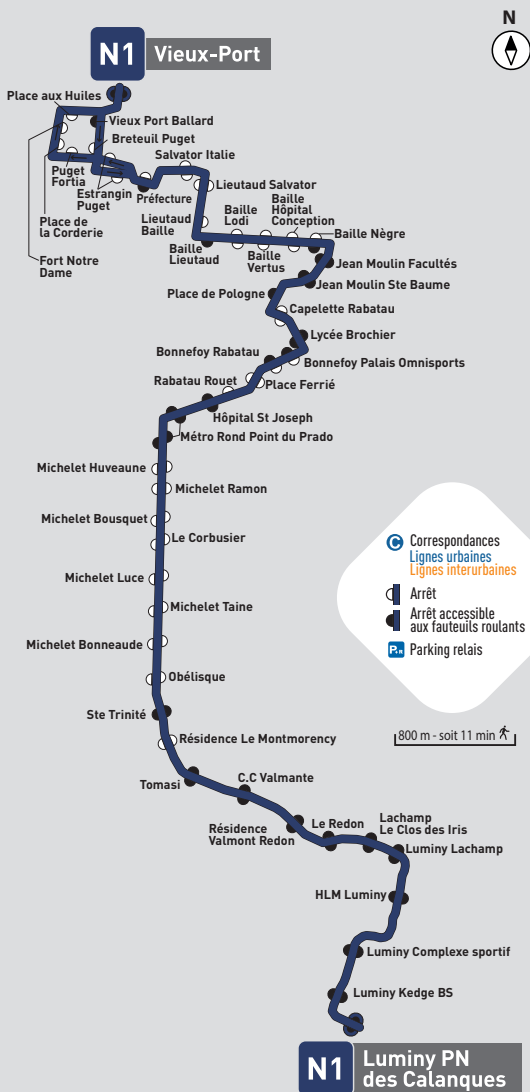 N
N1 Vieux-Port
Place aux Huiles
Vieux Port Ballard
Breteuil Puget
Salvator Italie
Puget
Fortia
Estrangin
Puget
Préfecture
Lieutaud Salvator
Place de
la Corderie
Fort Notre
Dame
Lieutaud
Baille
Baille
Lieutaud
Baille
Lodi
Baille
Hôpital
Conception
Baille
Vertus
Baille Nègre
Jean Moulin Facultés
Jean Moulin Ste Baume
Place de Pologne
Capelette Rabatau
Lycée Brochier
Bonnefoy Rabatau
Bonnefoy Palais Omnisports
Rabatau Rouet
Place Ferrié
Hôpital St Joseph
Métro Rond Point du Prado
Michelet Huveaune
Michelet Ramon
Michelet Bousquet
Le Corbusier
Michelet Luce
Michelet Taine
Michelet Bonneaude
Obélisque
Ste Trinité
Résidence Le Montmorency
Tomasi
C.C Valmante
Résidence
Valmont Redon
Le Redon
Lachamp
Le Clos des Iris
Luminy Lachamp
HLM Luminy
Luminy Complexe sportif
Luminy Kedge BS
N1 Luminy PN
des Calanques
C Correspondances
Lignes urbaines
Lignes interurbaines
Arrêt
Arrêt accessible
aux fauteuils roulants
P+R Parking relais
800 m - soit 11 min